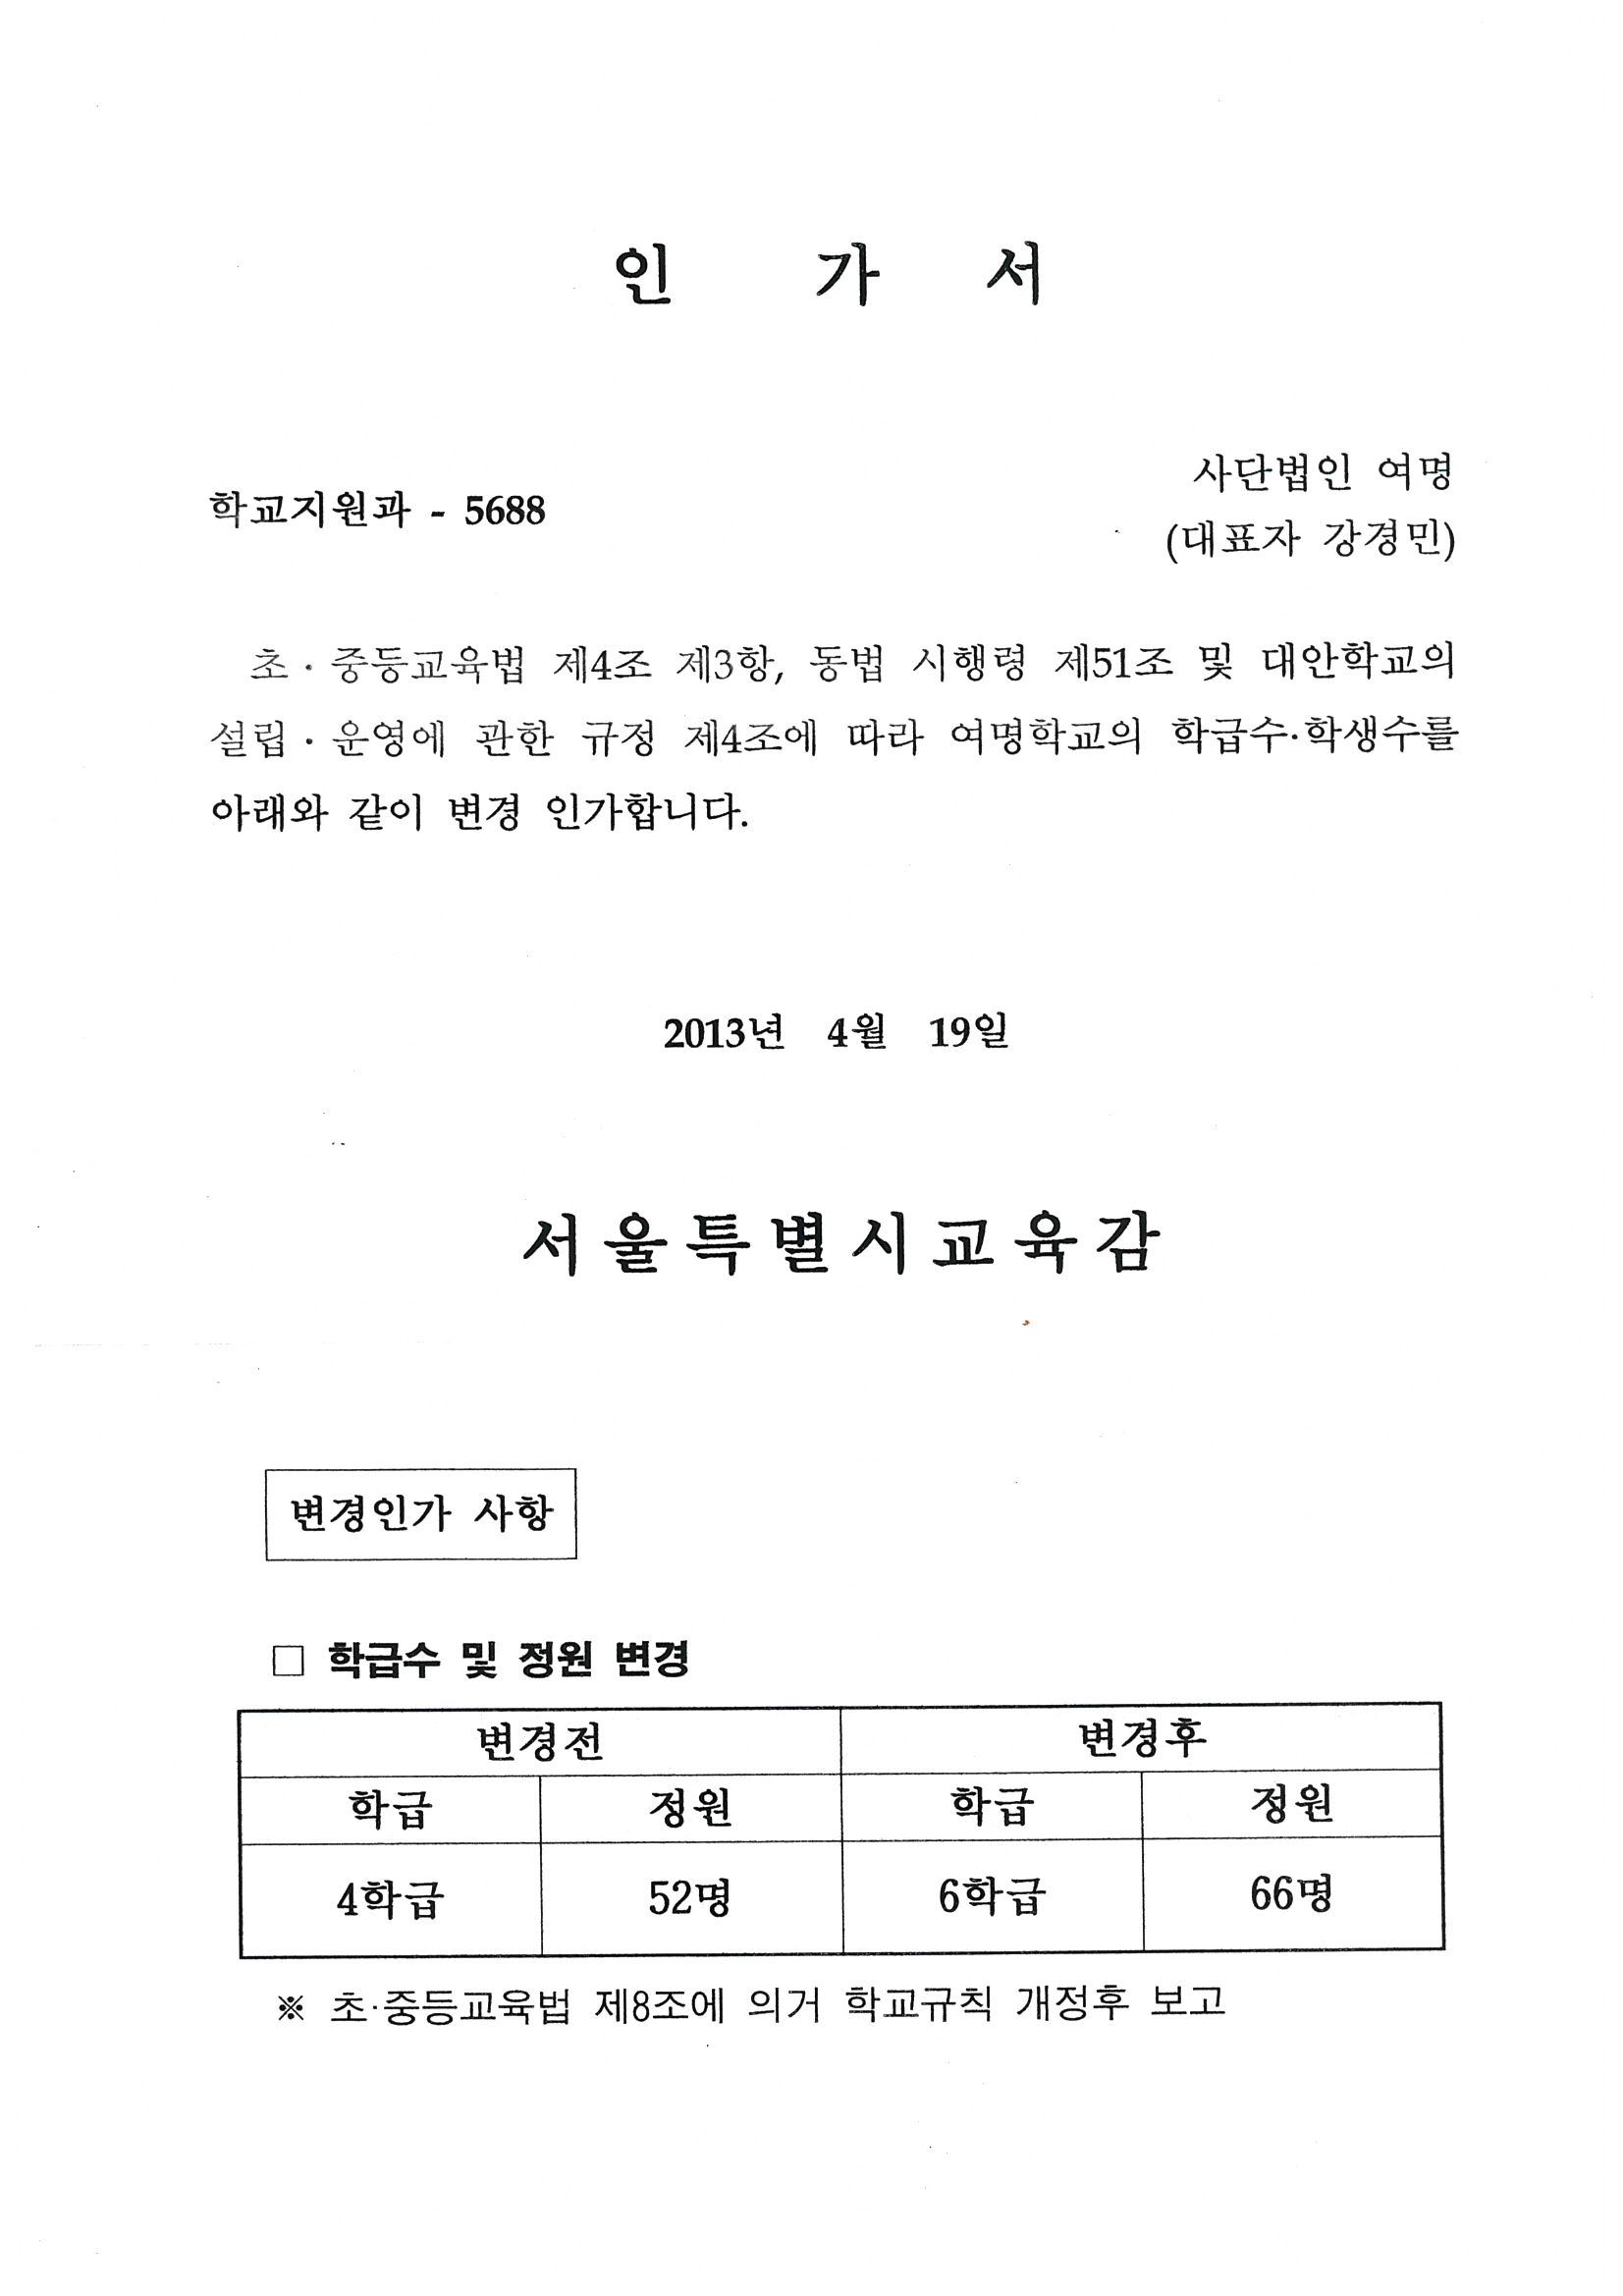 인 가 서
학교지원과 - 5688
사단법인 여명
(대표자 강경민)
초 · 중등교육법 제4조 제3항, 동법 시행령 제51조 및 대안학교의
설립 · 운영에 관한 규정 제4조에 따라 여명학교의 학급수·학생수를
아래와 같이 변경 인가합니다.
2013년 4월 19일
서울특별시교육감
변경인가 사항
□ 학급수 및 정원 변경
변경전 변경후
학급 정원 학급 정원
4학급 52명 6학급 66명
※ 초·중등교육법 제8조에 의거 학교규칙 개정후 보고